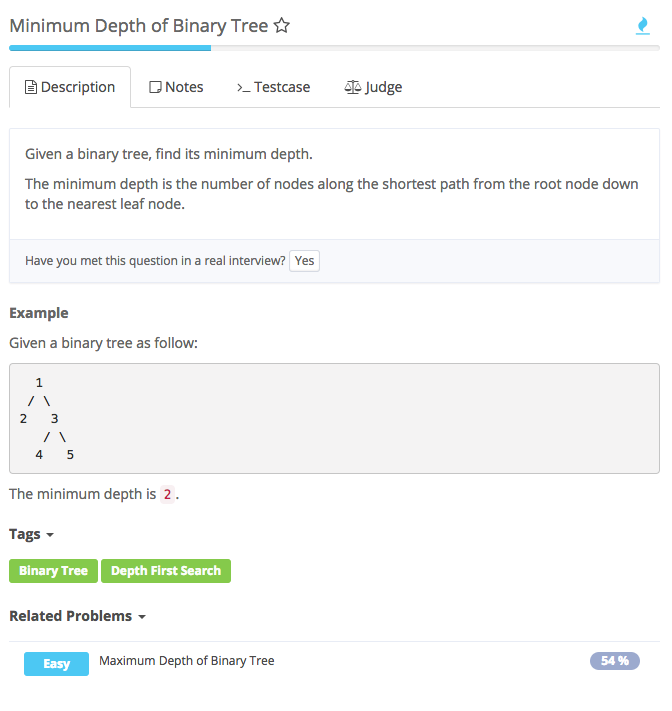 Minimum Depth of Binary Tree
Description Notes >_ Testcase Judge
Given a binary tree, find its minimum depth.
The minimum depth is the number of nodes along the shortest path from the root node down
to the nearest leaf node.
Have you met this question in a real interview? Yes
Example
Given a binary tree as follow:
1
/ \
2 3
/ \
4 5
The minimum depth is 2 .
Tags
Binary Tree Depth First Search
Related Problems
Easy Maximum Depth of Binary Tree 54 %